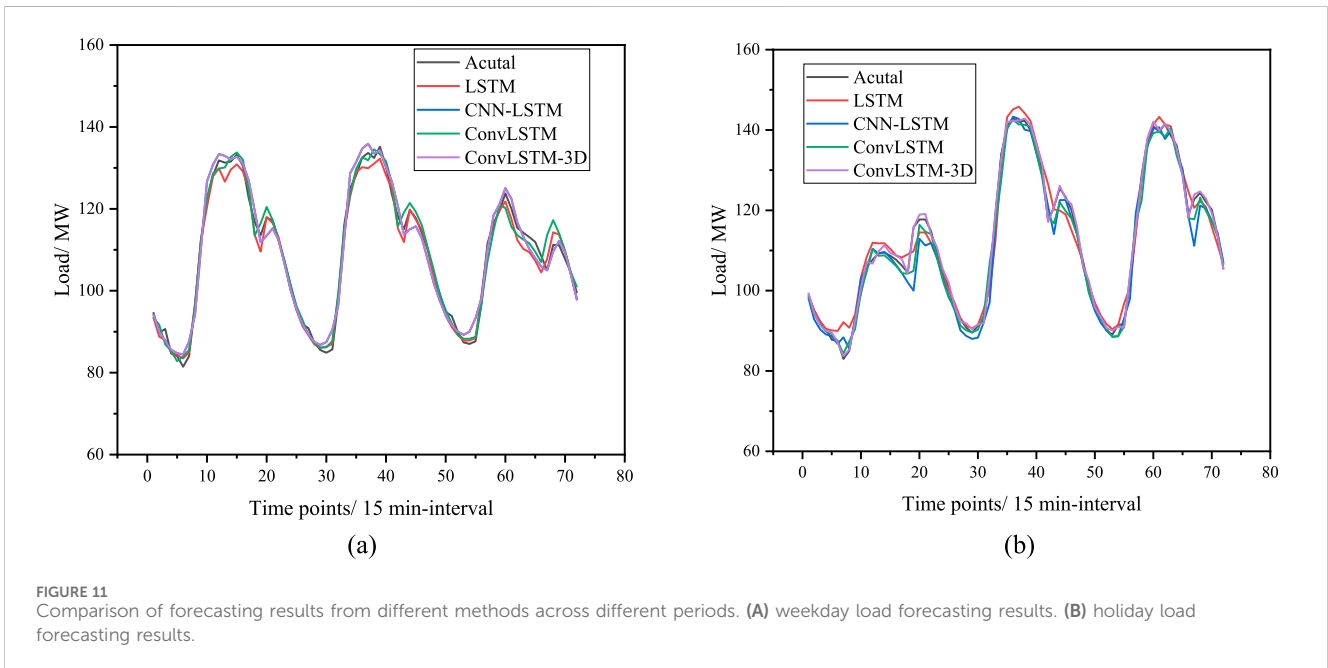 160
140
120
100
80
60
Load/ MW
Acutal
LSTM
CNN-LSTM
ConvLSTM
ConvLSTM-3D
0 10 20 30 40 50 60 70 80
Time points/ 15 min-interval
(a)
160
140
120
100
80
60
Load/ MW
Acutal
LSTM
CNN-LSTM
ConvLSTM
ConvLSTM-3D
0 10 20 30 40 50 60 70 80
Time points/ 15 min-interval
(b)
FIGURE 11
Comparison of forecasting results from different methods across different periods. (A) weekday load forecasting results. (B) holiday load
forecasting results.